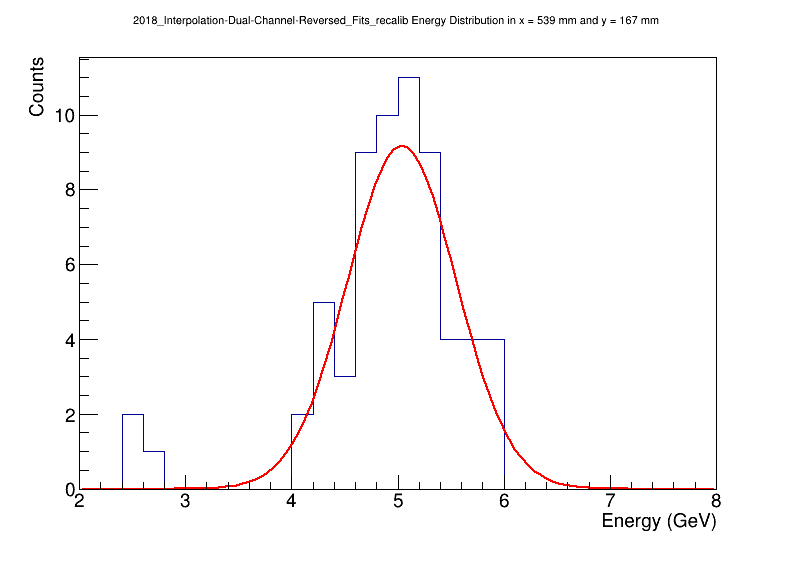 2018_Interpolation-Dual-Channel-Reversed_Fits_recalib Energy Distribution in x = 539 mm and y = 167 mm
Counts
10
8
6
4
2
0
2 3 4 5 6 7 8
Energy (GeV)